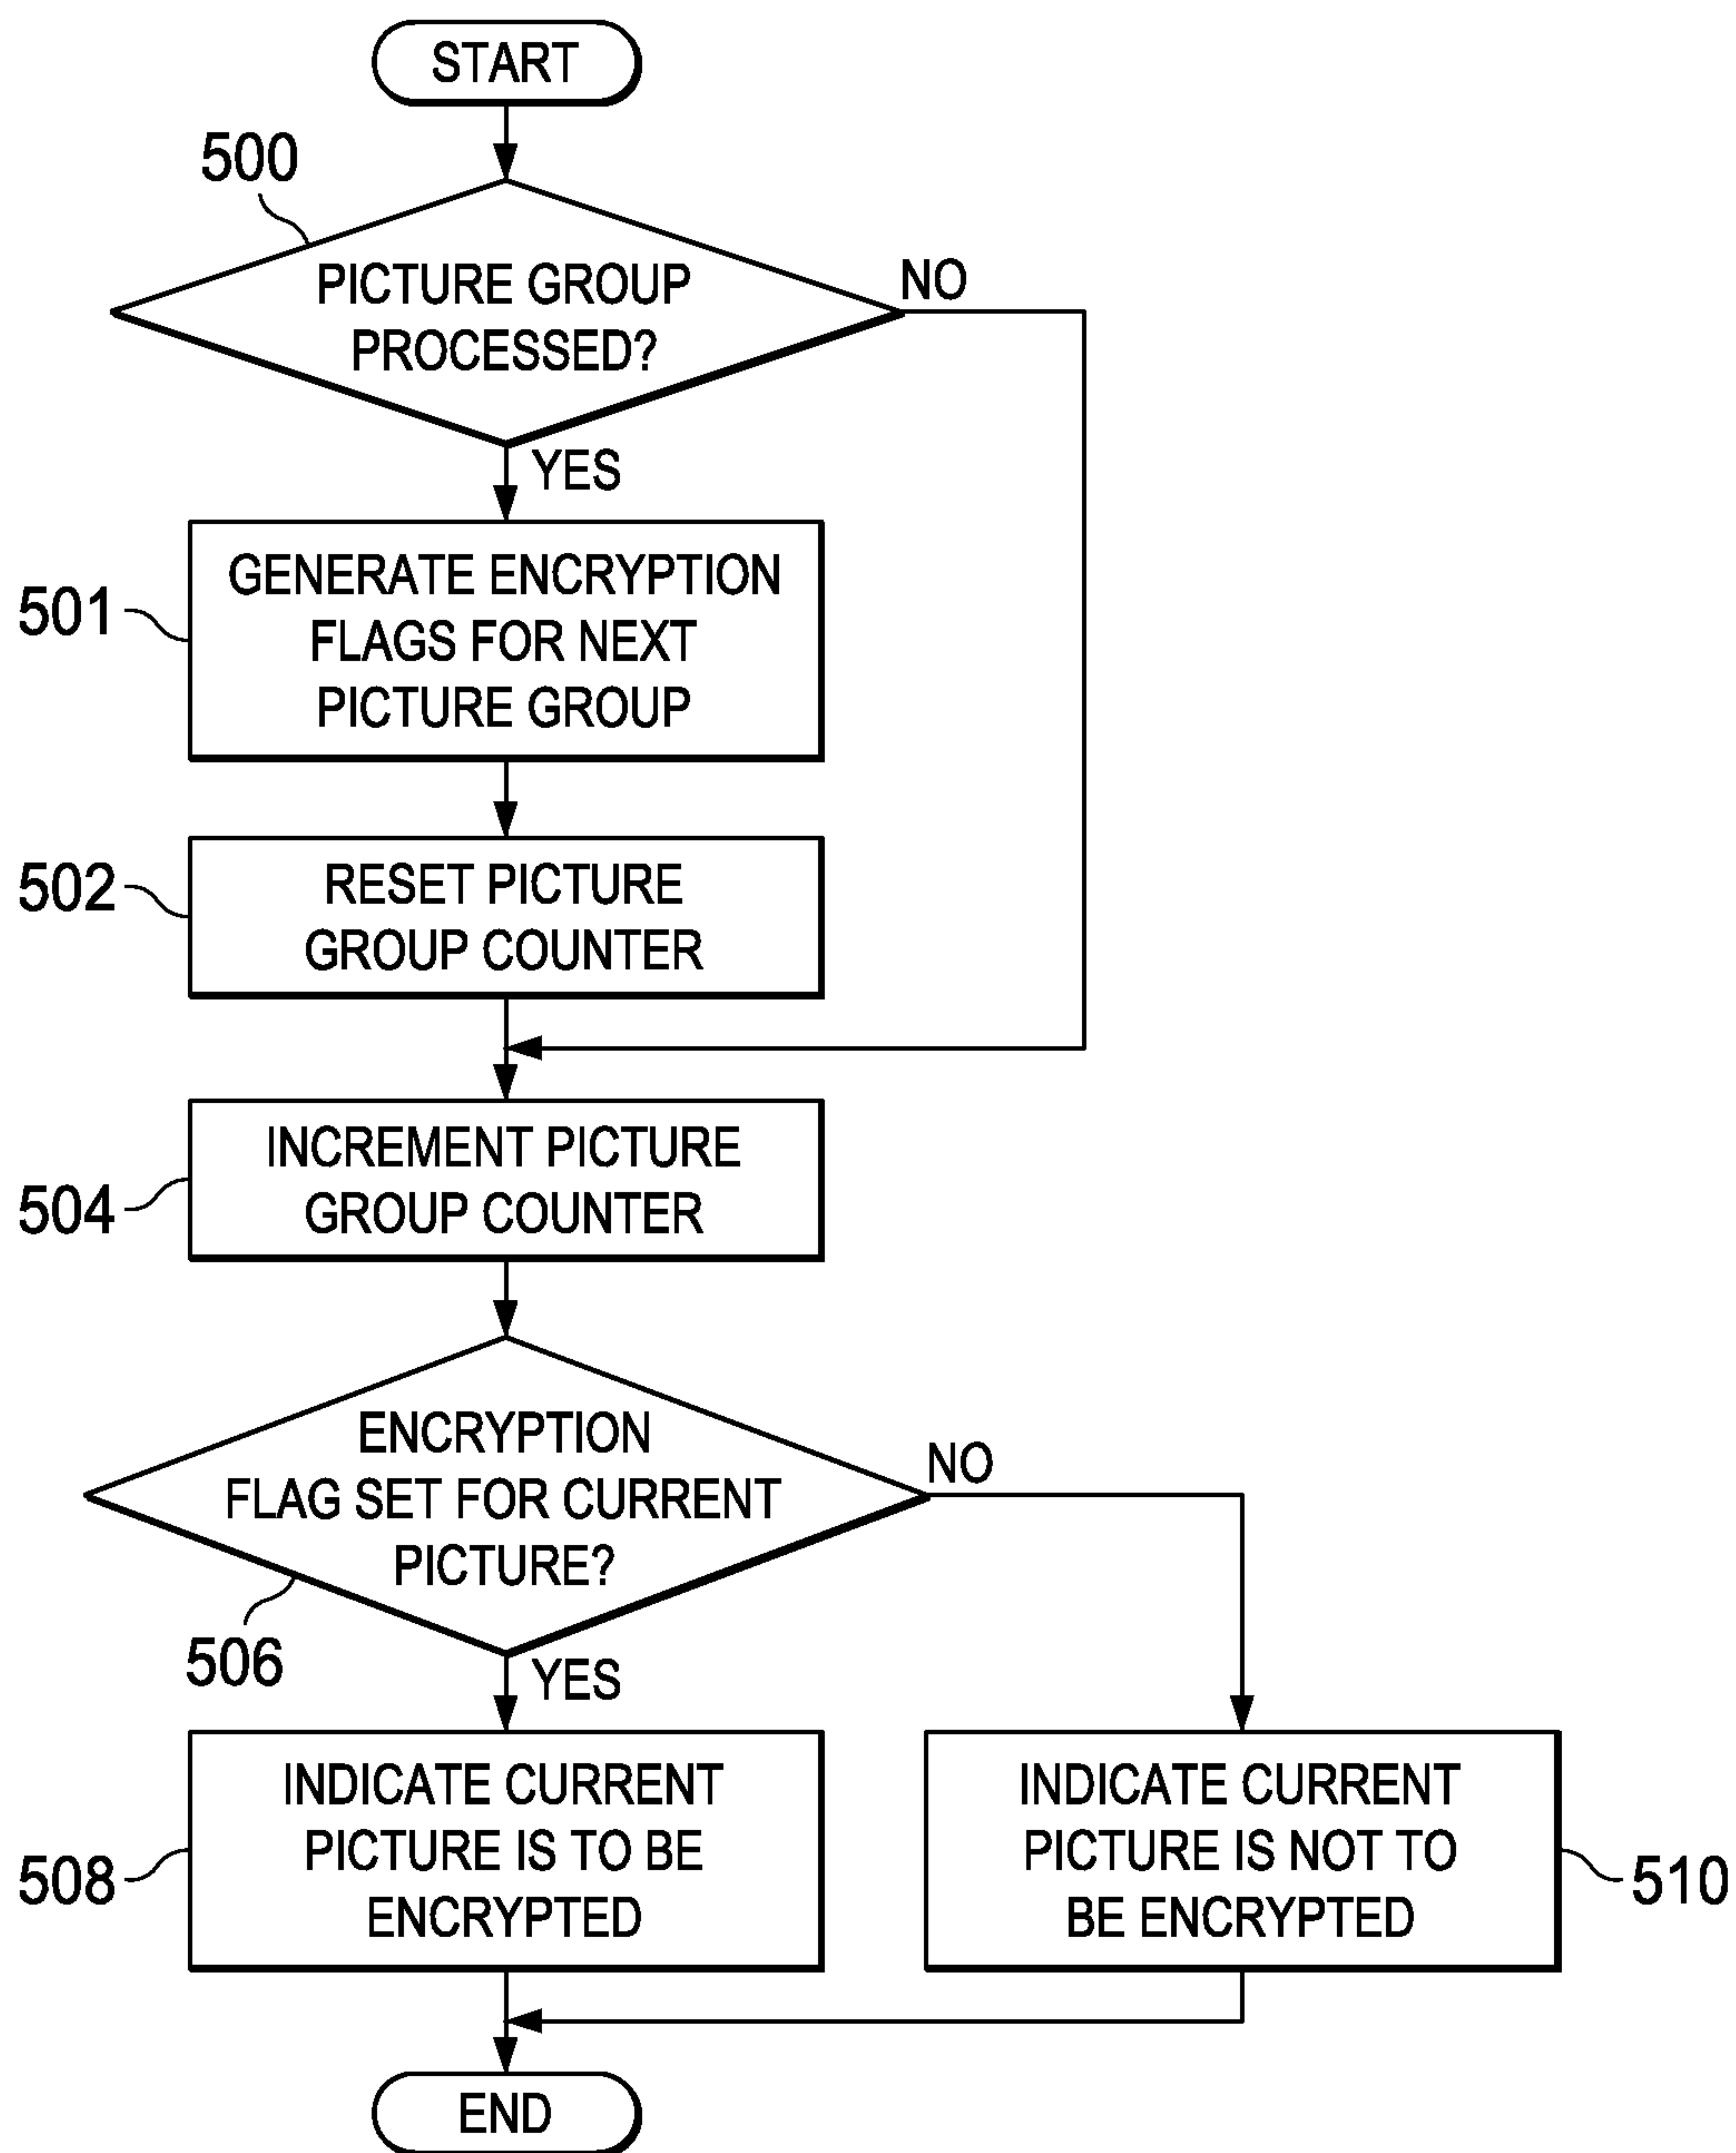 START
500
PICTURE GROUP
PROCESSED?
NO
YES
501
GENERATE ENCRYPTION
FLAGS FOR NEXT
PICTURE GROUP
502
RESET PICTURE
GROUP COUNTER
504
INCREMENT PICTURE
GROUP COUNTER
ENCRYPTION
FLAG SET FOR CURRENT
PICTURE?
NO
506
YES
508
INDICATE CURRENT
PICTURE IS TO BE
ENCRYPTED
INDICATE CURRENT
PICTURE IS NOT TO
BE ENCRYPTED
510
END